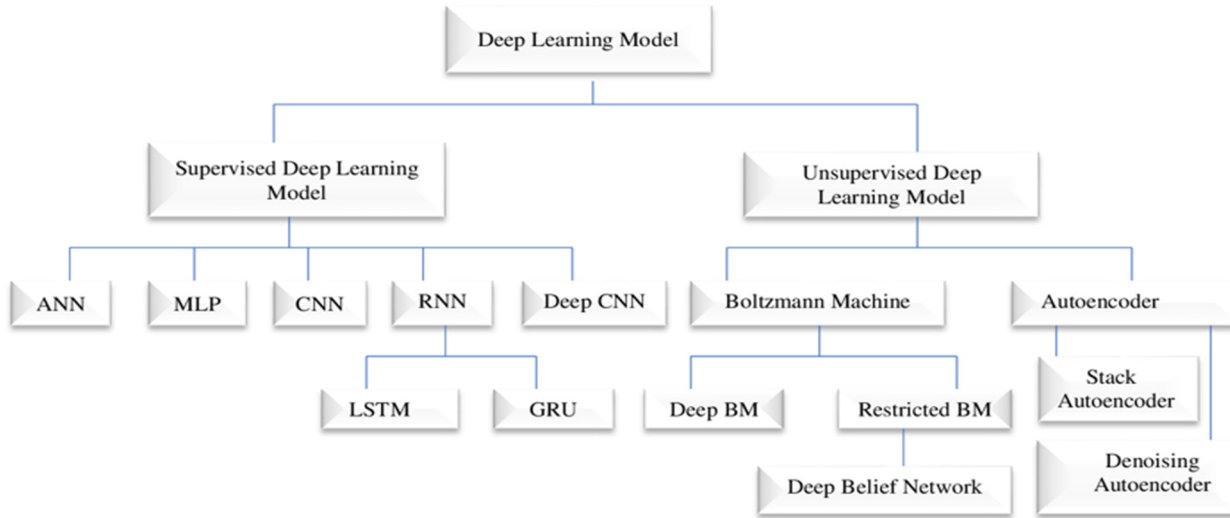 Deep Learning Model
Supervised Deep Learning
Model
Unsupervised Deep
Learning Model
ANN
MLP
CNN
RNN
Deep CNN
Boltzmann Machine
Autoencoder
LSTM
GRU
Deep BM
Restricted BM
Stack
Autoencoder
Deep Belief Network
Denoising
Autoencoder